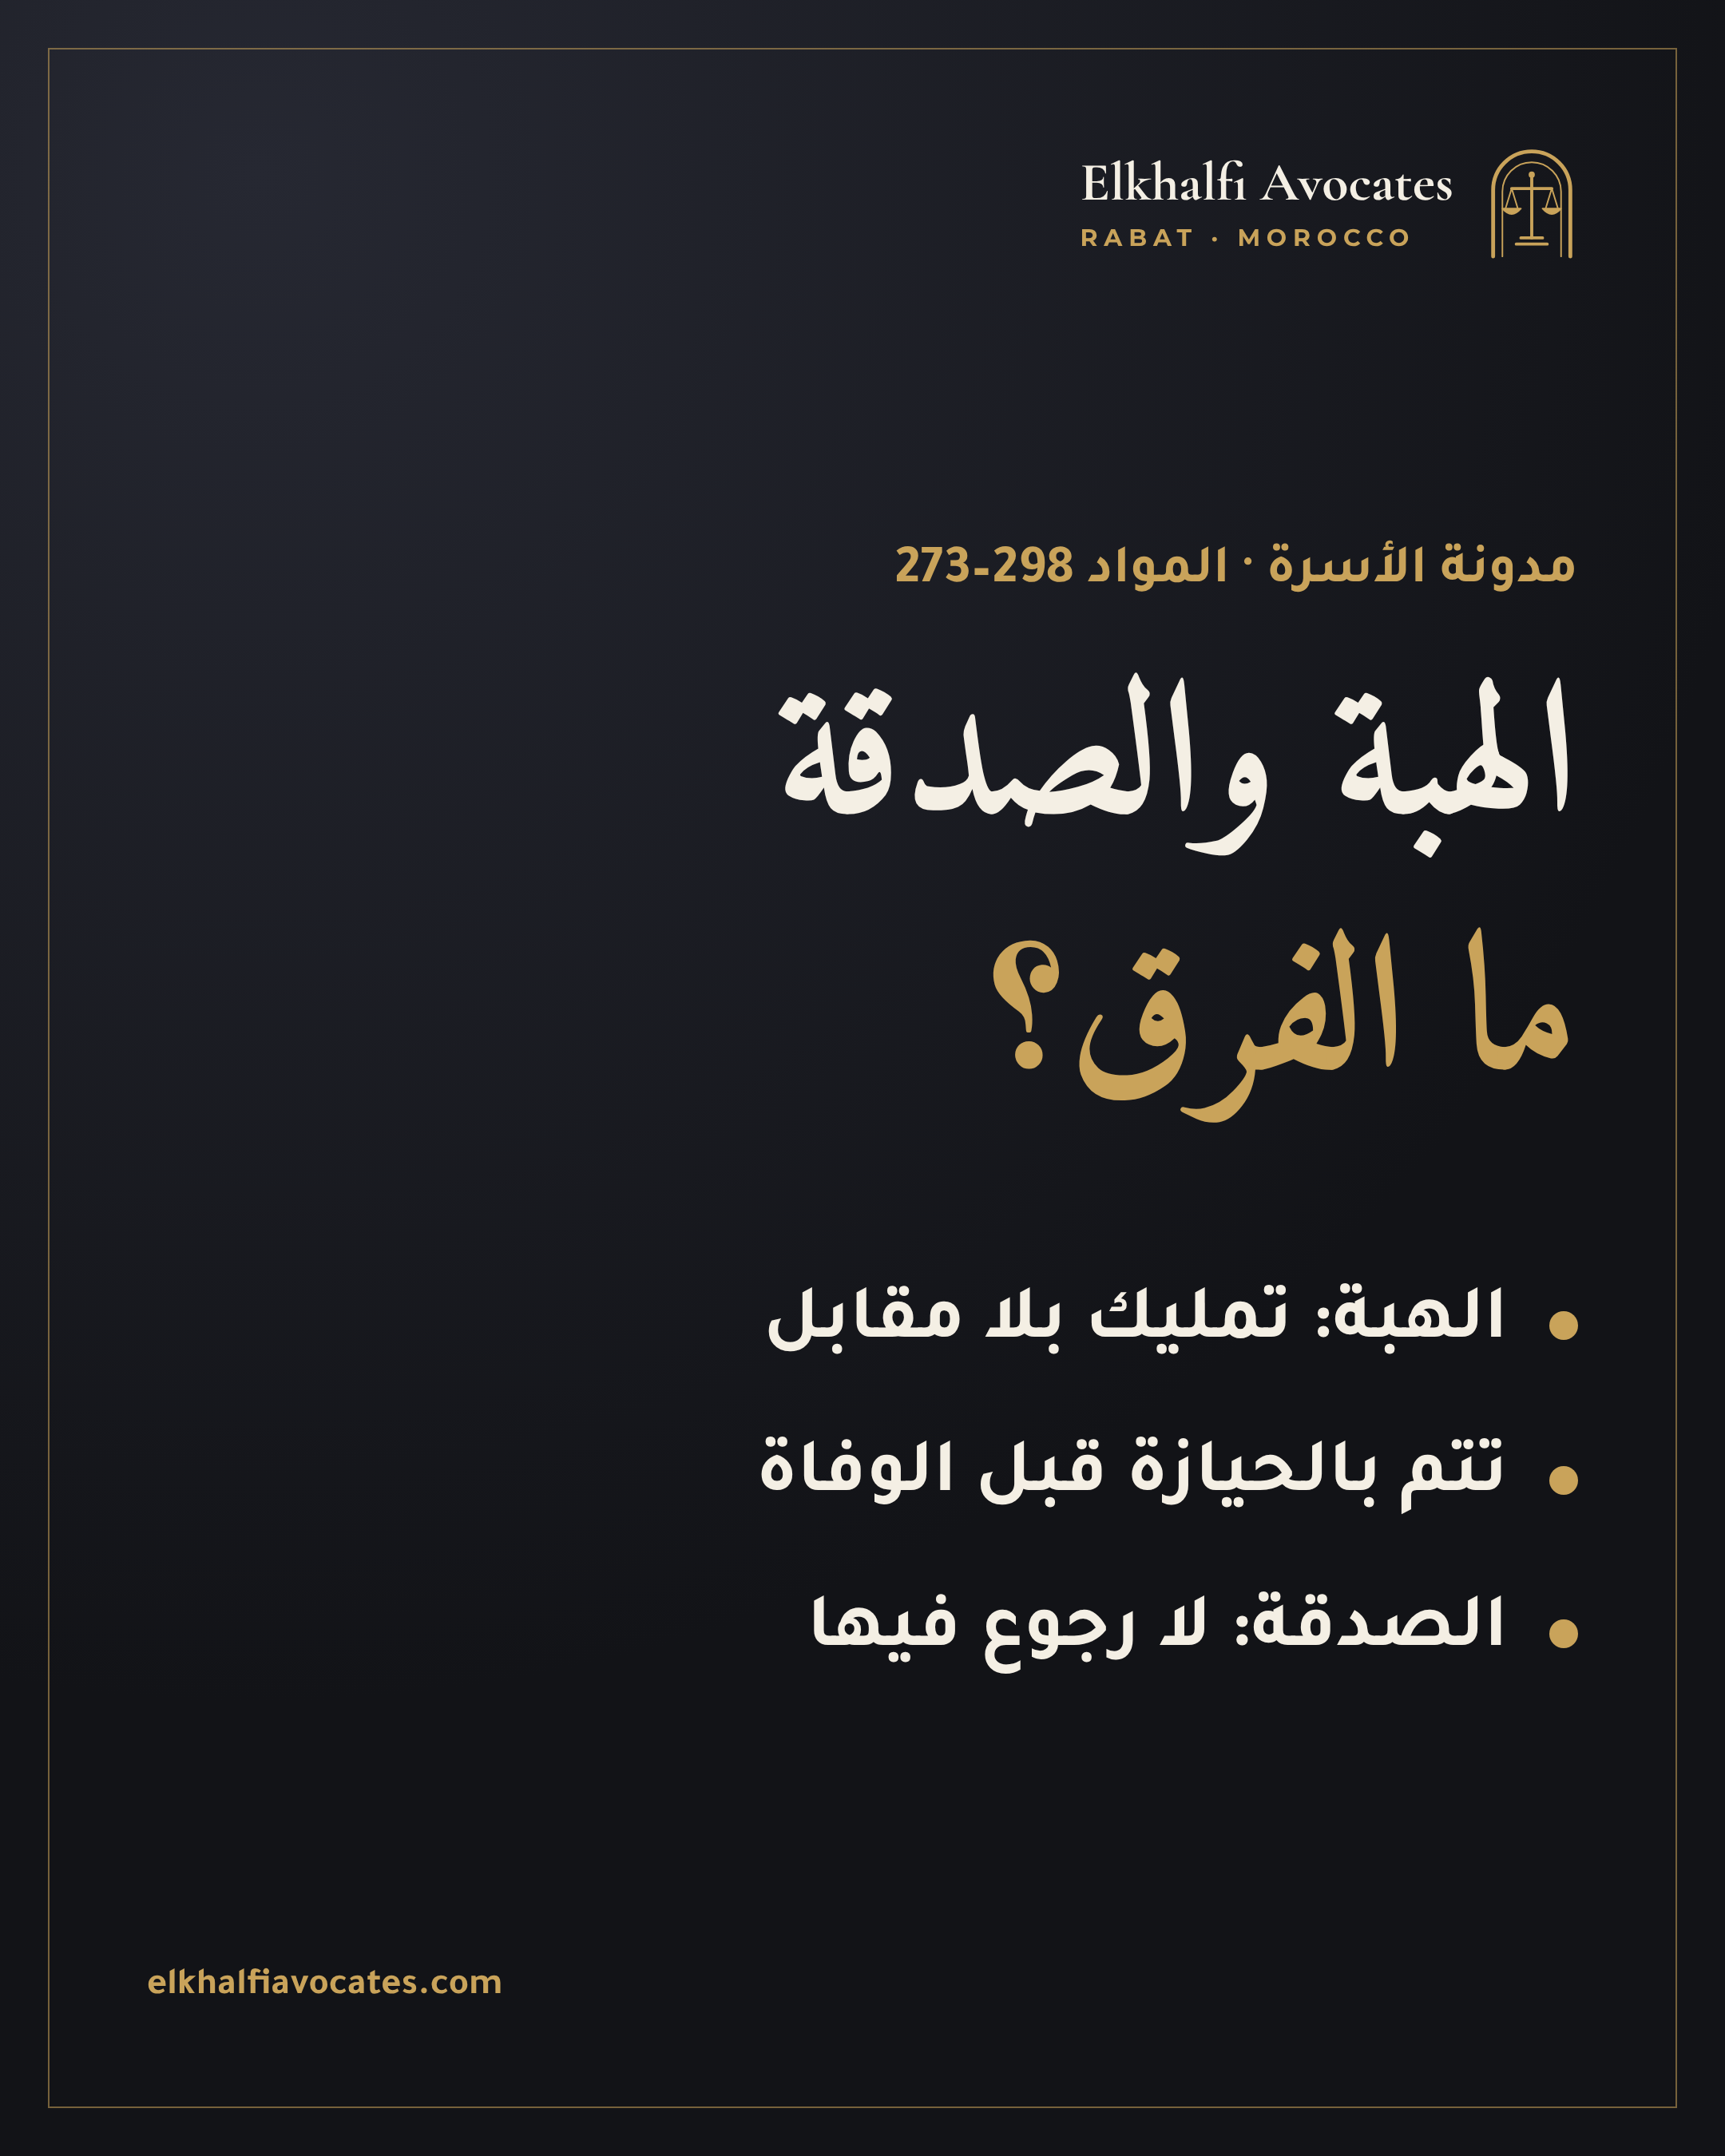 Elkhalfi Avocates
RABAT · MOROCCO
مدونة الأسرة · المواد 273-298
الهبة والصدقة
ما الفرق؟
الهبة: تمليك بلا مقابل
تتم بالحيازة قبل الوفاة
الصدقة: لا رجوع فيها
elkhalfiavocates.com